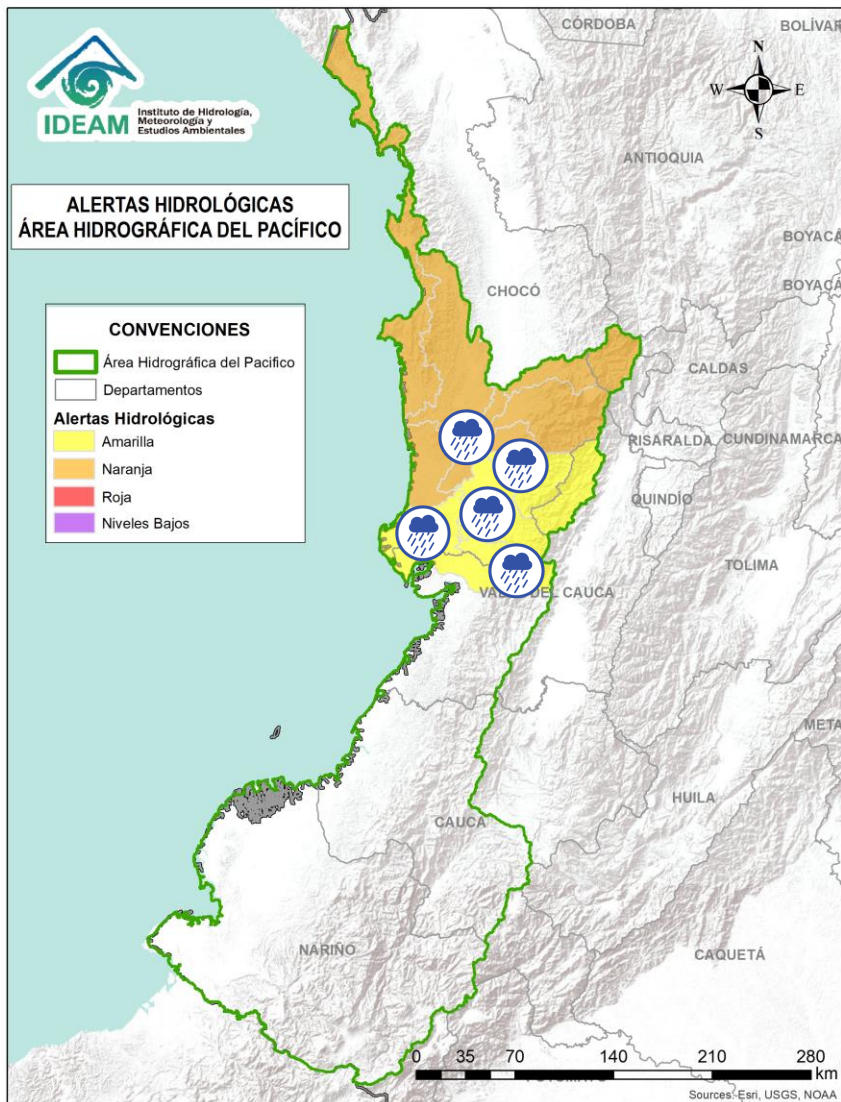 CÓRDOBA
BOLÍVAR
N
W
E
S
IDEAM
Instituto de Hidrología,
Meteorología y
Estudios Ambientales
ANTIOQUIA
ALERTAS HIDROLÓGICAS
ÁREA HIDROGRÁFICA DEL PACÍFICO
BOYACÁ
BOYACÁ
CHOCÓ
CONVENCIONES
Área Hidrográfica del Pacifico
Departamentos
Alertas Hidrológicas
Amarilla
Naranja
Roja
Niveles Bajos
CALDAS
RISARALDA
CUNDINAMARCA
QUINDÍO
TOLIMA
DEL CAUCA
META
HUILA
CAUCA
NARIÑO
CAQUETÁ
0 35 70 140 210 280
km
Sources: Esri, USGS, NOAA